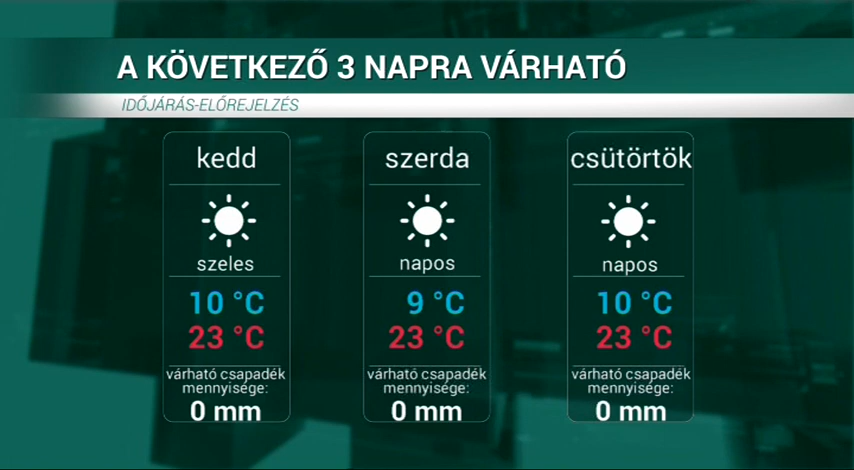 A KÖVETKEZŐ 3 NAPRA VÁRHATÓ
IDŐJÁRÁS-ELŐREJELZÉS
kedd
szeles
10 °C
23 °C
várható csapadék
mennyisége:
0 mm
szerda
napos
9 °C
23 °C
várható csapadék
mennyisége:
0 mm
csütörtök
napos
10 °C
23 °C
várható csapadék
mennyisége:
0 mm